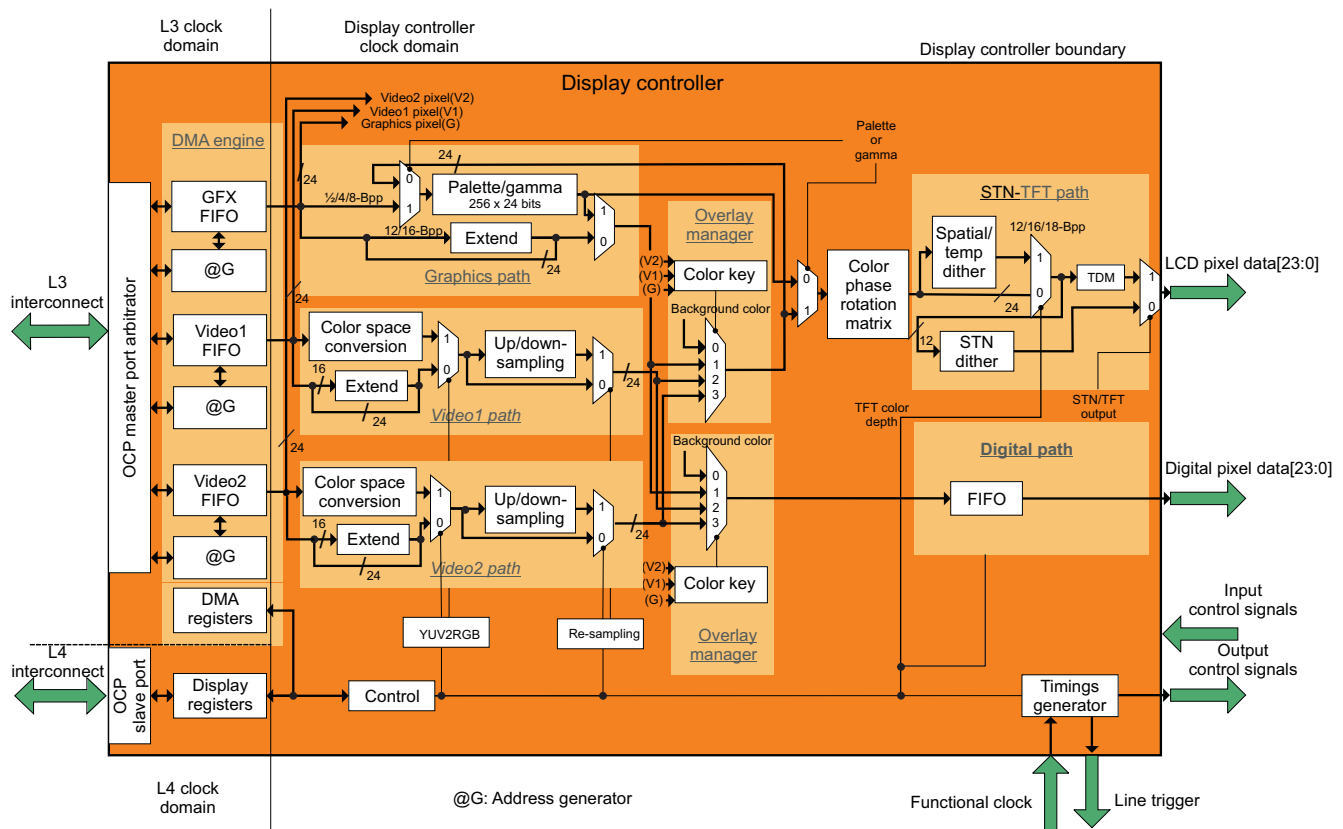 L3 clock
domain
Display controller
clock domain
Display controller boundary
Display controller
Video2 pixel(V2)
Video1 pixel(V1)
Graphics pixel(G)
Palette
or
gamma
DMA engine
24
24
0
1
Palette/gamma
256 x 24 bits
GFX
FIFO
½/4/8-Bpp
12/16-Bpp
Extend
24
1
0
Graphics path
@G
Overlay
manager
(V2)
(V1)
(G)
Color key
Background color
0
1
2
3
0
1
Color
phase
rotation
matrix
STN-TFT path
Spatial/
temp
dither
12/16/18-Bpp
1
0
24
TDM
1
0
12
STN
dither
LCD pixel data[23:0]
L3
interconnect
OCP master port arbitrator
24
Video1
FIFO
Color space
conversion
16
Extend
24
1
0
Up/down-
sampling
1
0
24
Video1 path
@G
TFT color
depth
STN/TFT
output
24
Video2
FIFO
Color space
conversion
16
Extend
24
1
0
Up/down-
sampling
1
0
24
Video2 path
@G
Background color
0
1
2
3
(V2)
(V1)
(G)
Color key
Overlay
manager
Digital path
FIFO
Digital pixel data[23:0]
DMA
registers
YUV2RGB
Re-sampling
Input
control signals
L4
interconnect
OCP
slave port
Display
registers
Control
Timings
generator
Output
control signals
L4 clock
domain
@G: Address generator
Functional clock
Line trigger